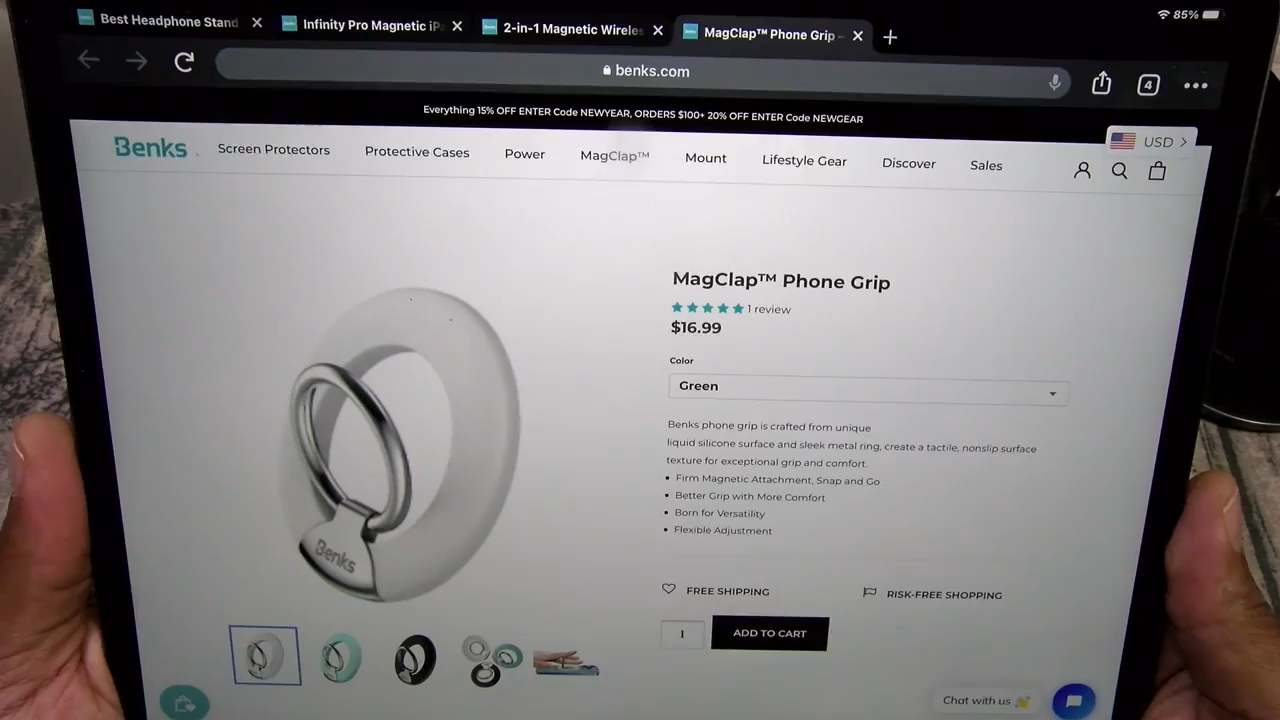 Best Headphone Stand
Infinity Pro Magnetic iP
2-in-1 Magnetic Wireles
MagClap™ Phone Grip –
85%
benks.com
4
Everything 15% OFF ENTER Code NEWYEAR, ORDERS $100+ 20% OFF ENTER Code NEWGEAR
USD
Benks
Screen Protectors
Protective Cases
Power
MagClap™
Mount
Lifestyle Gear
Discover
Sales
MagClap™ Phone Grip
1 review
$16.99
Color
Green
Benks phone grip is crafted from unique
liquid silicone surface and sleek metal ring, create a tactile, nonslip surface
texture for exceptional grip and comfort.
• Firm Magnetic Attachment, Snap and Go
• Better Grip with More Comfort
• Born for Versatility
• Flexible Adjustment
Benks
FREE SHIPPING
RISK-FREE SHOPPING
1
ADD TO CART
Chat with us 👋